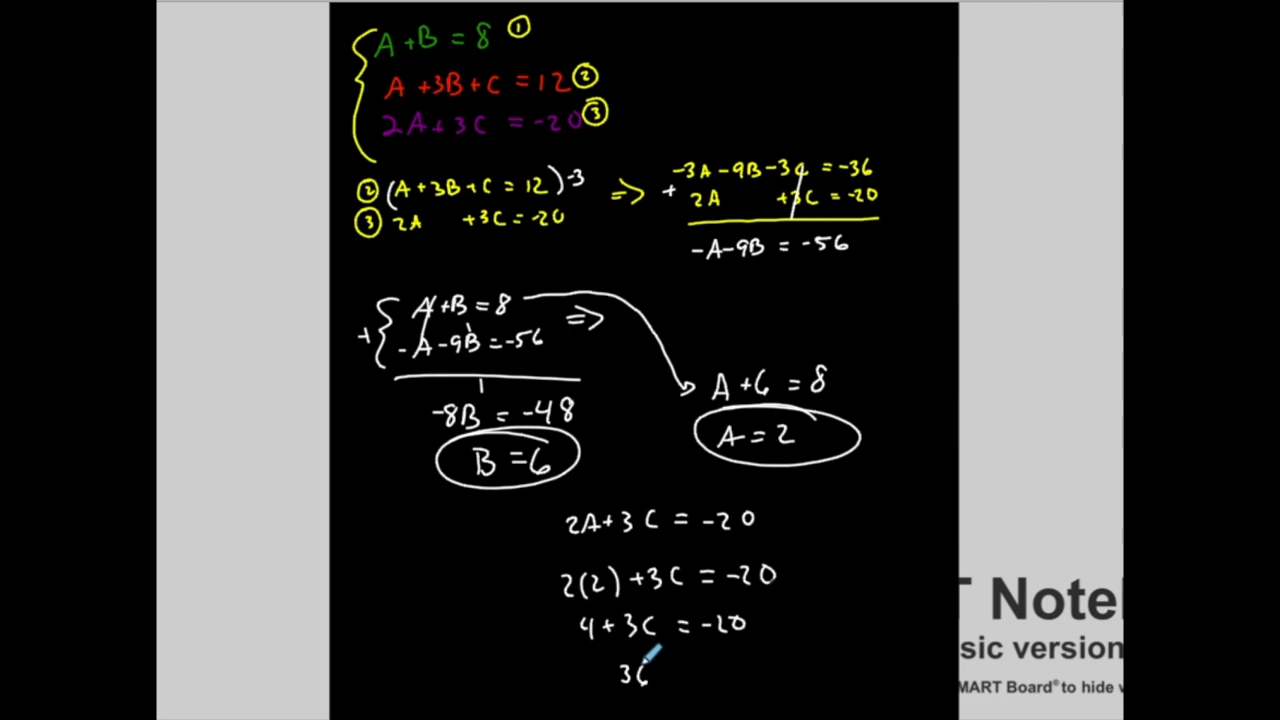 A + B = 8 ①
A + 3B + C = 12 ②
2A + 3C = -20 ③
② (A + 3B + C = 12) -3 ⇒ -3A - 9B - 3C = -36
③ 2A + 3C = -20 + 2A + 3C = -20
-A - 9B = -56
A + B = 8 ⇒
+ { -A - 9B = -56
A + 6 = 8
-8B = -48
A = 2
B = 6
2A + 3C = -20
2(2) + 3C = -20
4 + 3C = -20
3C
T Notel
sic version
MART Board® to hide